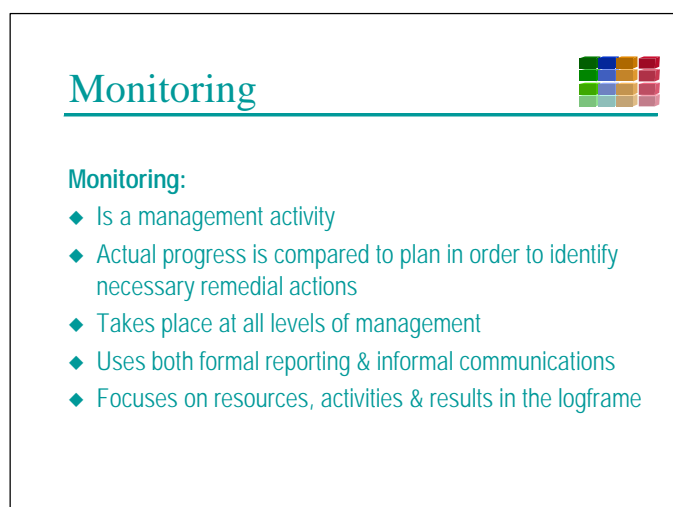 Monitoring
Monitoring:
◆ Is a management activity
◆ Actual progress is compared to plan in order to identify
necessary remedial actions
◆ Takes place at all levels of management
◆ Uses both formal reporting & informal communications
◆ Focuses on resources, activities & results in the logframe